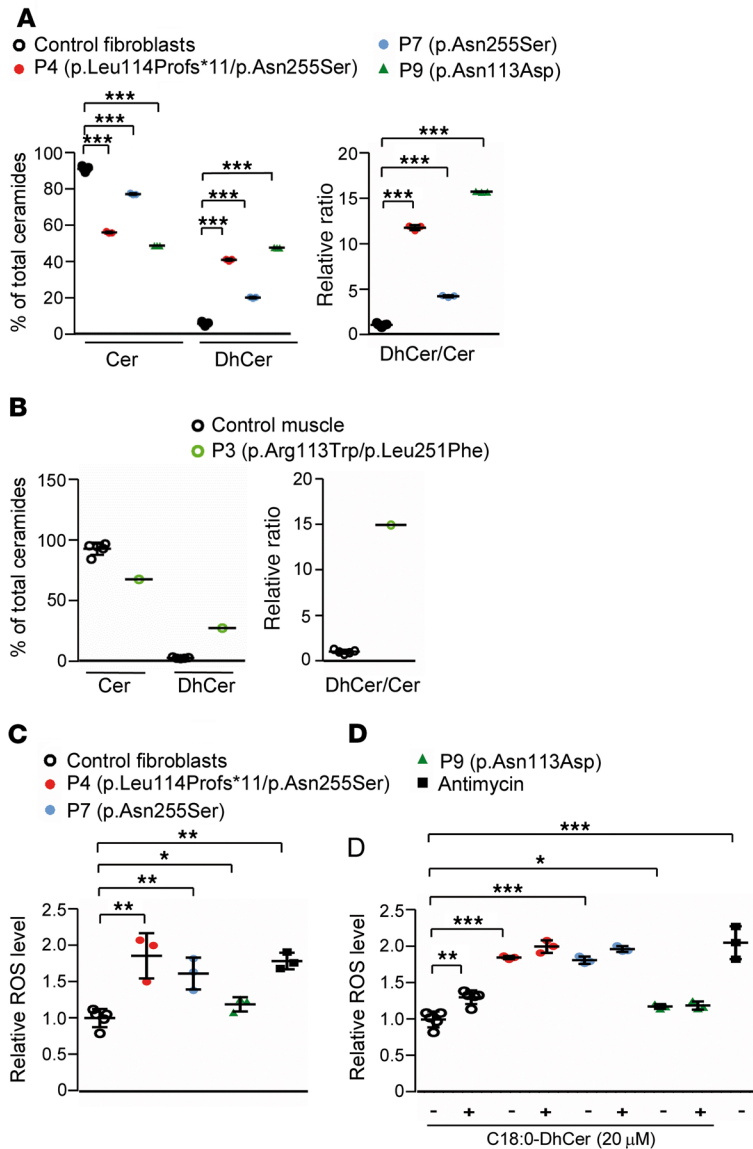 A
Control fibroblasts
P7 (p.Asn255Ser)
P4 (p.Leu114Profs*11/p.Asn255Ser)
P9 (p.Asn113Asp)
***
***
***
***
***
***
***
***
***
% of total ceramides
100
80
60
40
20
0
Cer
DhCer
Relative ratio
20
15
10
5
0
DhCer/Cer
B
Control muscle
P3 (p.Arg113Trp/p.Leu251Phe)
% of total ceramides
150
100
50
0
Cer
DhCer
Relative ratio
20
15
10
5
0
DhCer/Cer
C
Control fibroblasts
P4 (p.Leu114Profs*11/p.Asn255Ser)
P7 (p.Asn255Ser)
D
P9 (p.Asn113Asp)
Antimycin
**
*
**
**
Relative ROS level
2.5
2.0
1.5
1.0
0.5
0
D
***
*
***
***
**
Relative ROS level
2.5
2.0
1.5
1.0
0.5
0
- + - + - + - + -
C18:0-DhCer (20 μM)